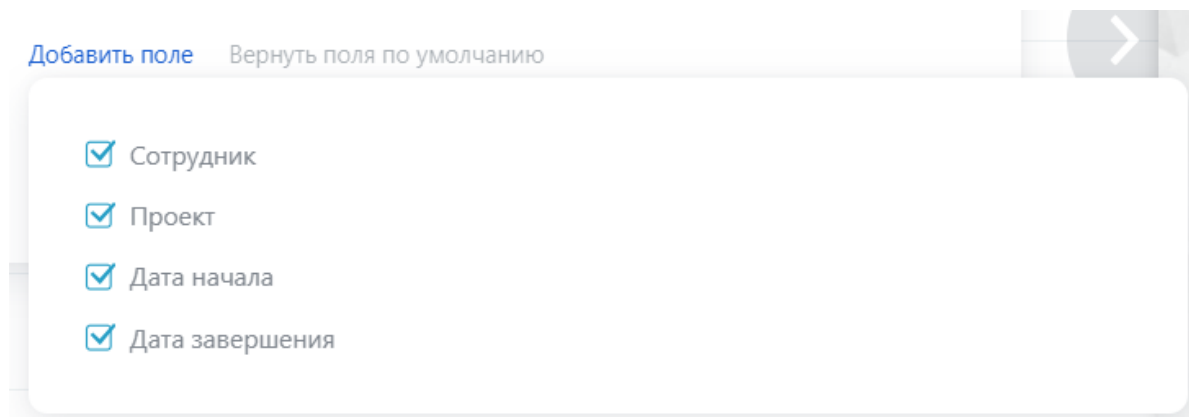 Добавить поле Вернуть поля по умолчанию
Сотрудник
Проект
Дата начала
Дата завершения